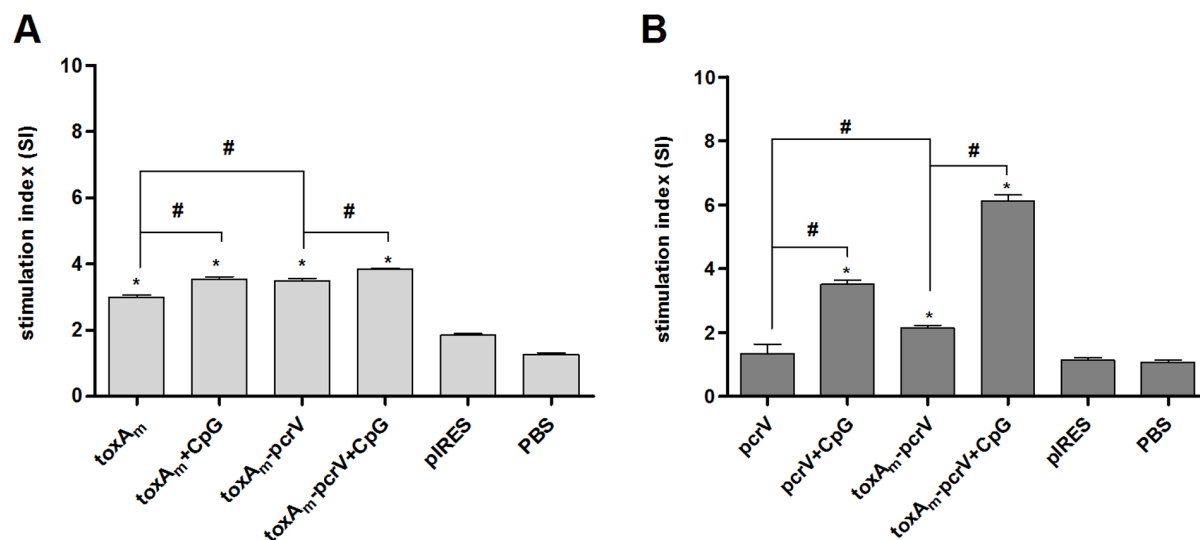 A
stimulation index (SI)
10
8
6
4
2
0
#
#
#
*
*
*
*
toxAm
toxAm+CpG
toxAm-pcrV
toxAm-pcrV+CpG
pIRES
PBS
B
stimulation index (SI)
10
8
6
4
2
0
#
#
#
*
*
*
pcrV
pcrV+CpG
toxAm-pcrV
toxAm-pcrV+CpG
pIRES
PBS